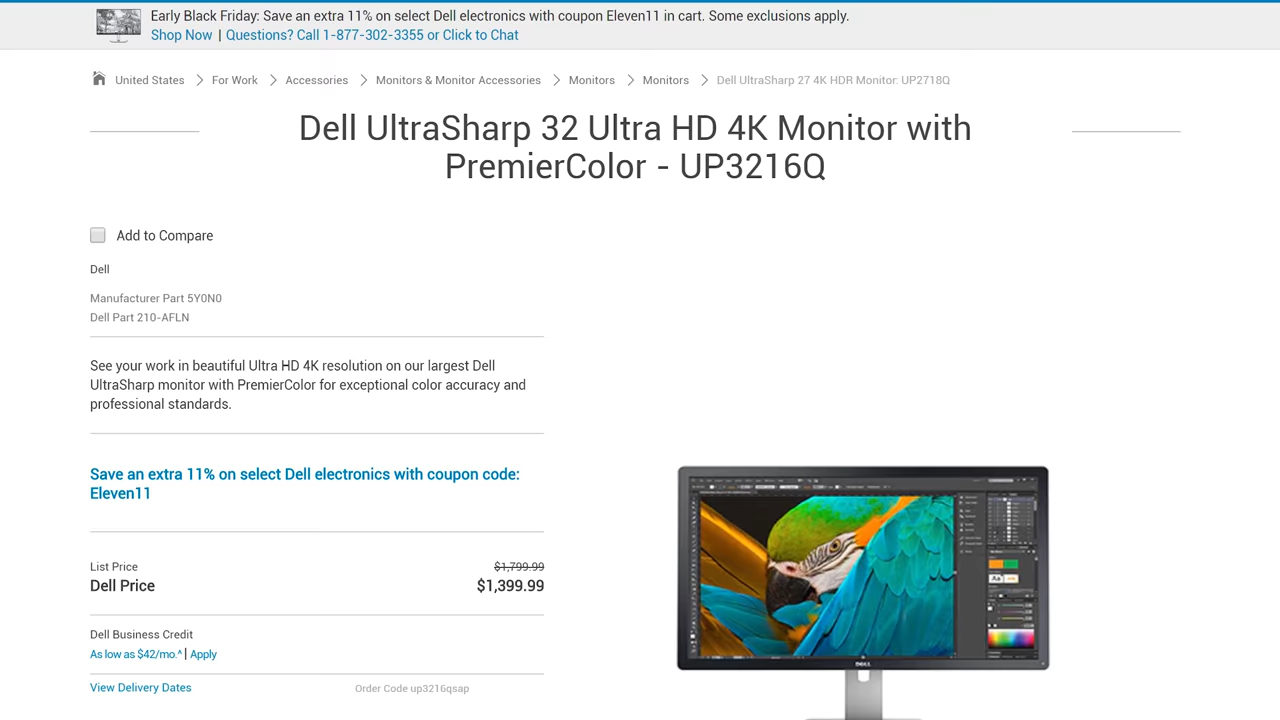 Early Black Friday: Save an extra 11% on select Dell electronics with coupon Eleven11 in cart. Some exclusions apply.
Shop Now | Questions? Call 1-877-302-3355 or Click to Chat
United States > For Work > Accessories > Monitors & Monitor Accessories > Monitors > Monitors > Dell UltraSharp 27 4K HDR Monitor: UP2718Q
Dell UltraSharp 32 Ultra HD 4K Monitor with
PremierColor - UP3216Q
Add to Compare
Dell
Manufacturer Part 5Y0N0
Dell Part 210-AFLN
See your work in beautiful Ultra HD 4K resolution on our largest Dell
UltraSharp monitor with PremierColor for exceptional color accuracy and
professional standards.
Save an extra 11% on select Dell electronics with coupon code:
Eleven11
List Price $1,799.99
Dell Price $1,399.99
Dell Business Credit
As low as $42/mo.^ | Apply
View Delivery Dates Order Code up3216qsap
DELL